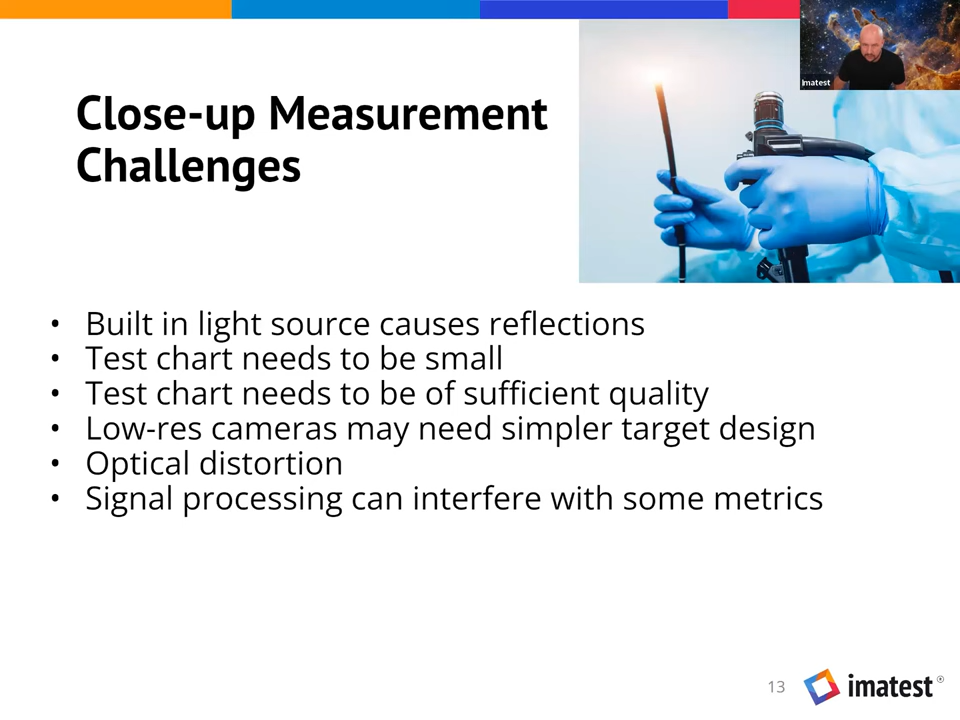 Imatest
Close-up Measurement
Challenges
• Built in light source causes reflections
• Test chart needs to be small
• Test chart needs to be of sufficient quality
• Low-res cameras may need simpler target design
• Optical distortion
• Signal processing can interfere with some metrics
13
imatest®